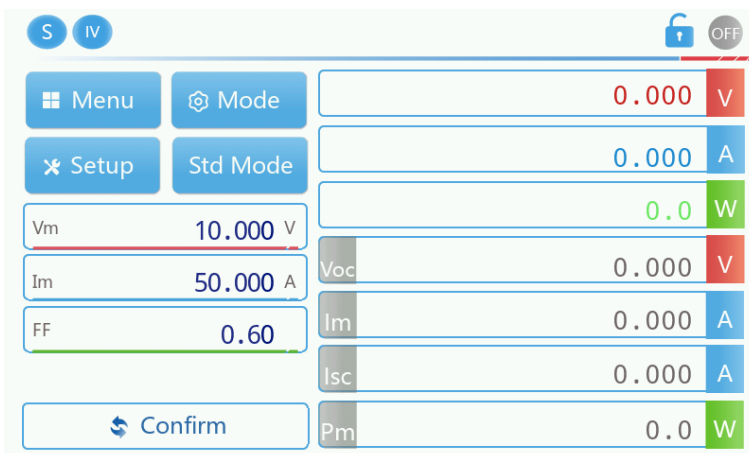 S IV OFF
Menu Mode
Setup Std Mode
Vm 10.000 V
Im 50.000 A
FF 0.60
Confirm
0.000 V
0.000 A
0.0 W
Voc 0.000 V
Im 0.000 A
Isc 0.000 A
Pm 0.0 W